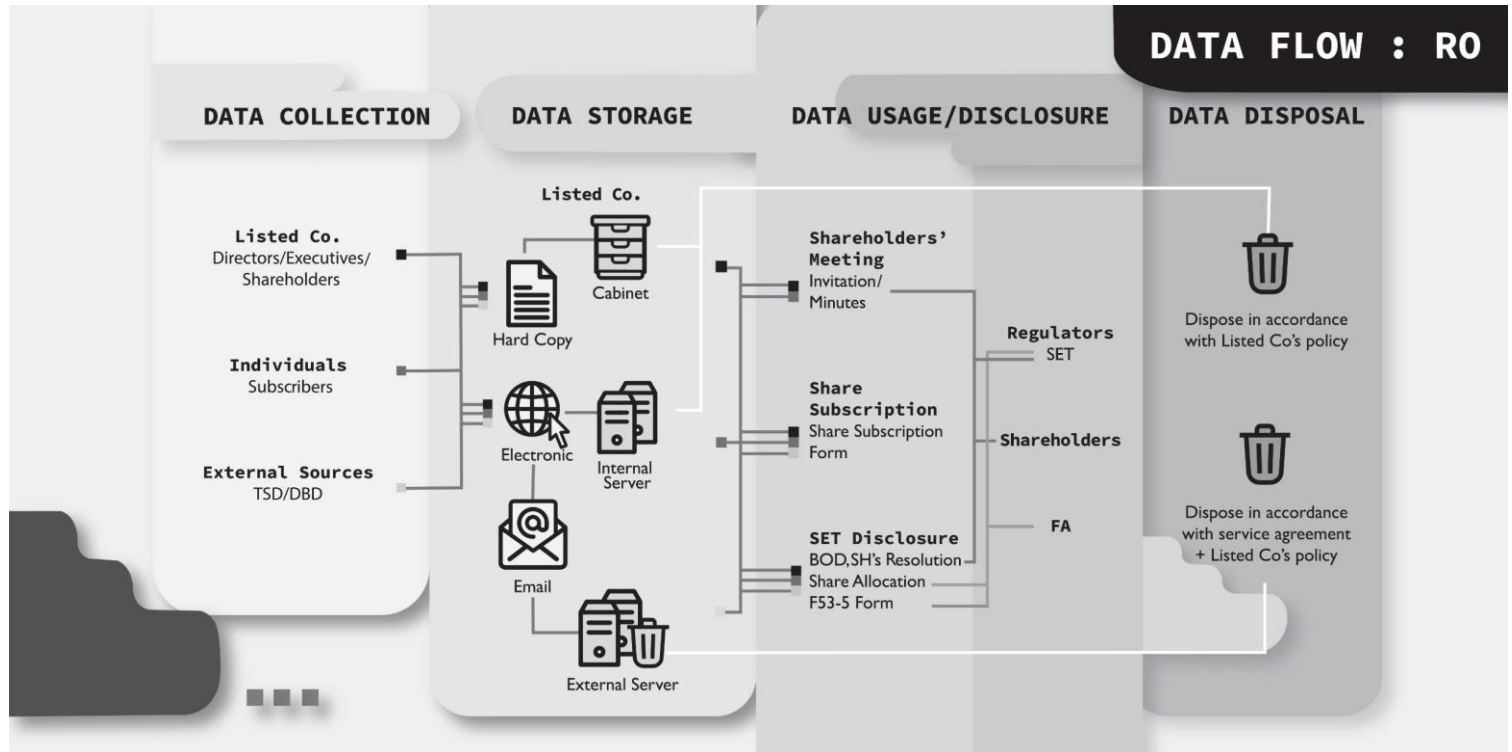 DATA FLOW : RO
DATA COLLECTION
DATA STORAGE
DATA USAGE/DISCLOSURE
DATA DISPOSAL
Listed Co.
Directors/Executives/
Shareholders
Individuals
Subscribers
External Sources
TSD/DBD
Listed Co.
Cabinet
Hard Copy
Electronic
Internal
Server
Email
External Server
Shareholders’
Meeting
Invitation/
Minutes
Share
Subscription
Share Subscription
Form
SET Disclosure
BOD,SH’s Resolution
Share Allocation
F53-5 Form
Regulators
SET
Shareholders
FA
Dispose in accordance
with Listed Co’s policy
Dispose in accordance
with service agreement
+ Listed Co’s policy